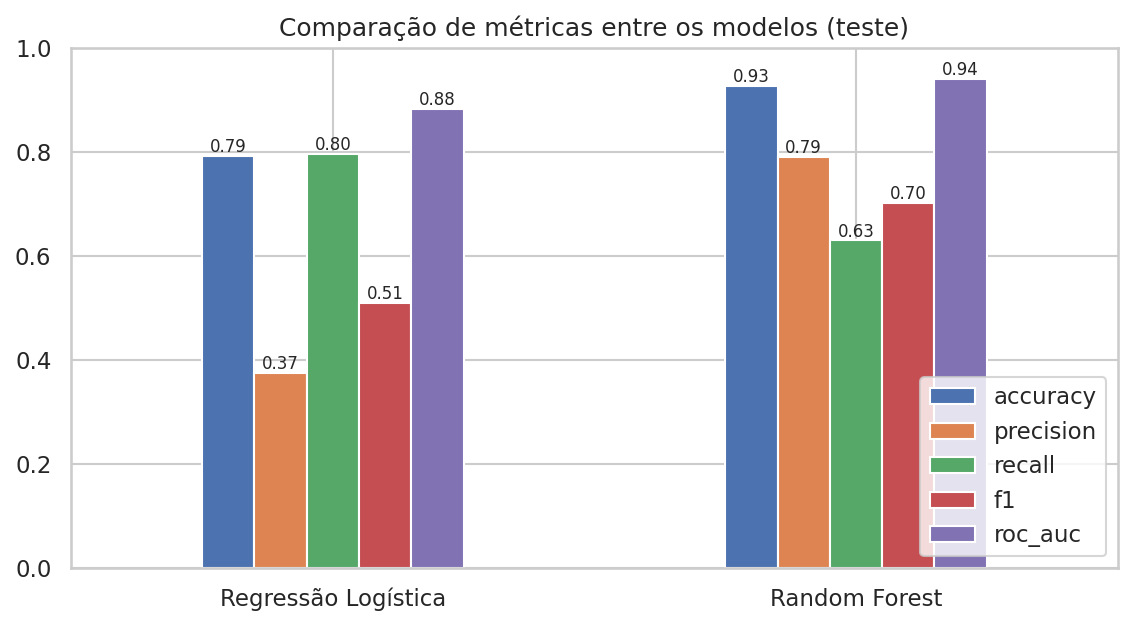 Comparação de métricas entre os modelos (teste)
1.0
0.8
0.6
0.4
0.2
0.0
0.79
0.37
0.80
0.51
0.88
0.93
0.79
0.63
0.70
0.94
accuracy
precision
recall
f1
roc_auc
Regressão Logística
Random Forest